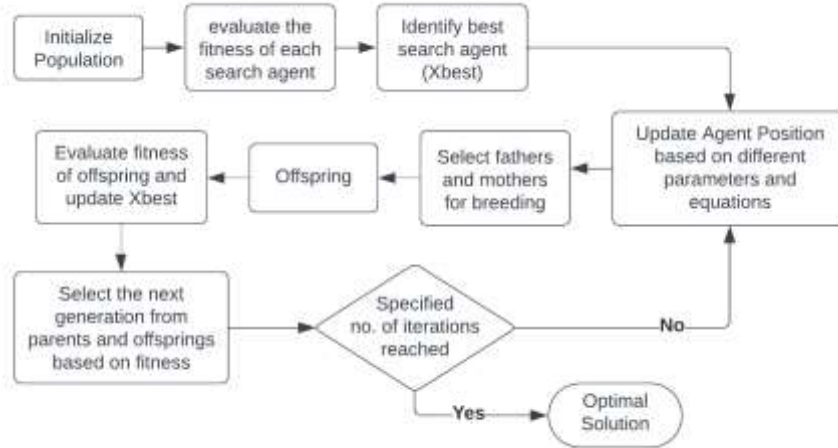 Initialize
Population
evaluate the
fitness of each
search agent
Identify best
search agent
(Xbest)
Update Agent Position
based on different
parameters and
equations
Select fathers
and mothers
for breeding
Offspring
Evaluate fitness
of offspring and
update Xbest
Select the next
generation from
parents and offsprings
based on fitness
Specified
no. of iterations
reached
No
Yes
Optimal
Solution